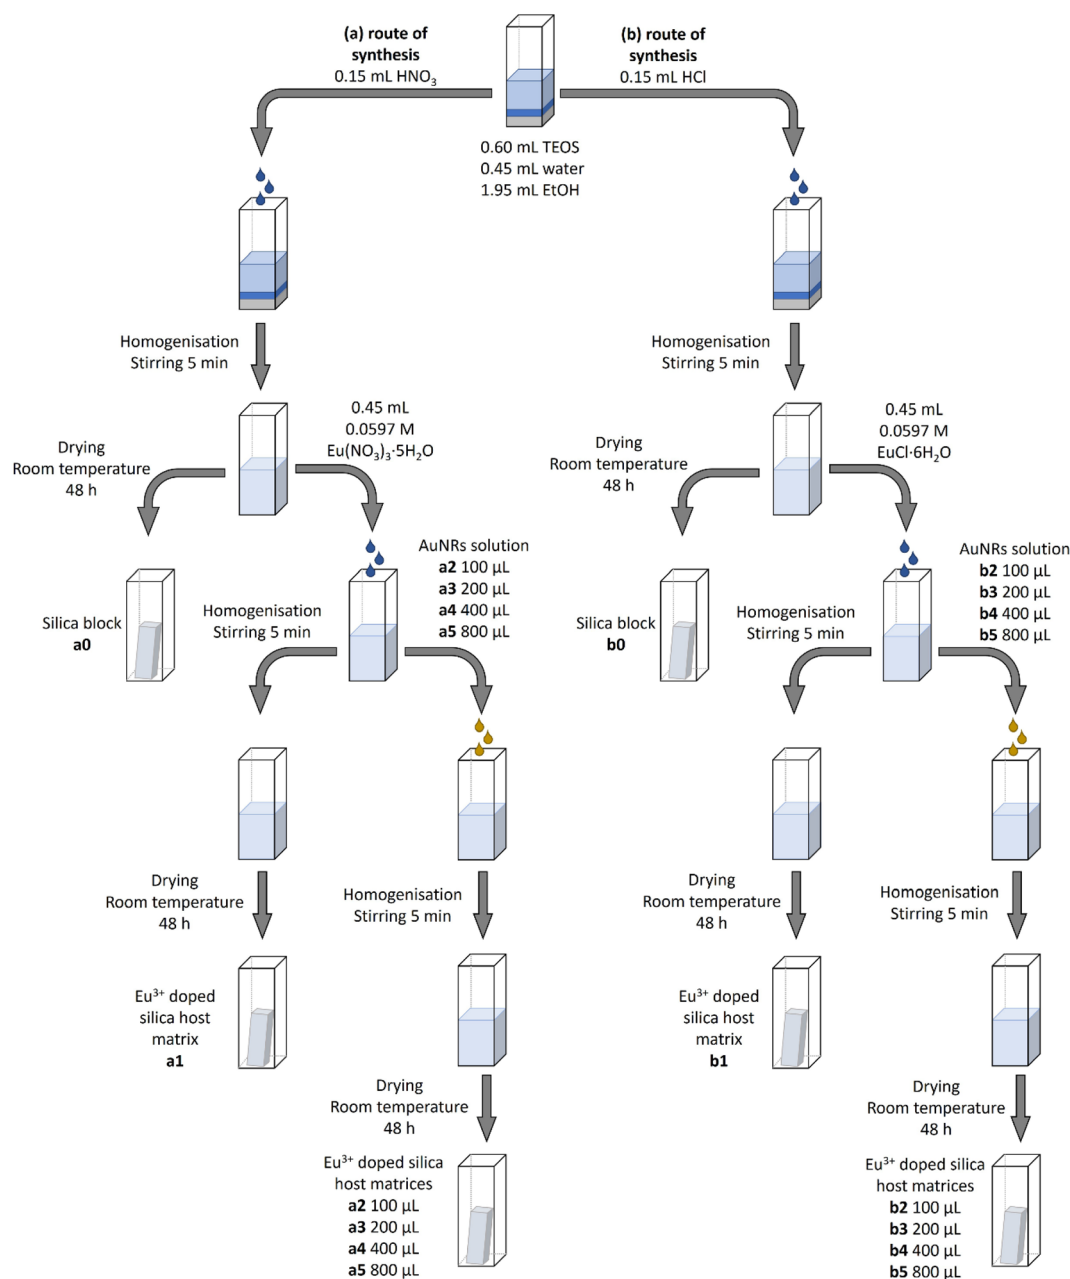 (a) route of
synthesis
0.15 mL HNO₃
(b) route of
synthesis
0.15 mL HCl
0.60 mL TEOS
0.45 mL water
1.95 mL EtOH
Homogenisation
Stirring 5 min
Homogenisation
Stirring 5 min
Drying
Room temperature
48 h
0.45 mL
0.0597 M
Eu(NO₃)₃·5H₂O
Drying
Room temperature
48 h
0.45 mL
0.0597 M
EuCl·6H₂O
Silica block
a0
Homogenisation
Stirring 5 min
AuNRs solution
a2 100 µL
a3 200 µL
a4 400 µL
a5 800 µL
Silica block
b0
Homogenisation
Stirring 5 min
AuNRs solution
b2 100 µL
b3 200 µL
b4 400 µL
b5 800 µL
Drying
Room temperature
48 h
Homogenisation
Stirring 5 min
Drying
Room temperature
48 h
Homogenisation
Stirring 5 min
Eu³⁺ doped
silica host
matrix
a1
Eu³⁺ doped
silica host
matrix
b1
Drying
Room temperature
48 h
Drying
Room temperature
48 h
Eu³⁺ doped silica
host matrices
a2 100 µL
a3 200 µL
a4 400 µL
a5 800 µL
Eu³⁺ doped silica
host matrices
b2 100 µL
b3 200 µL
b4 400 µL
b5 800 µL